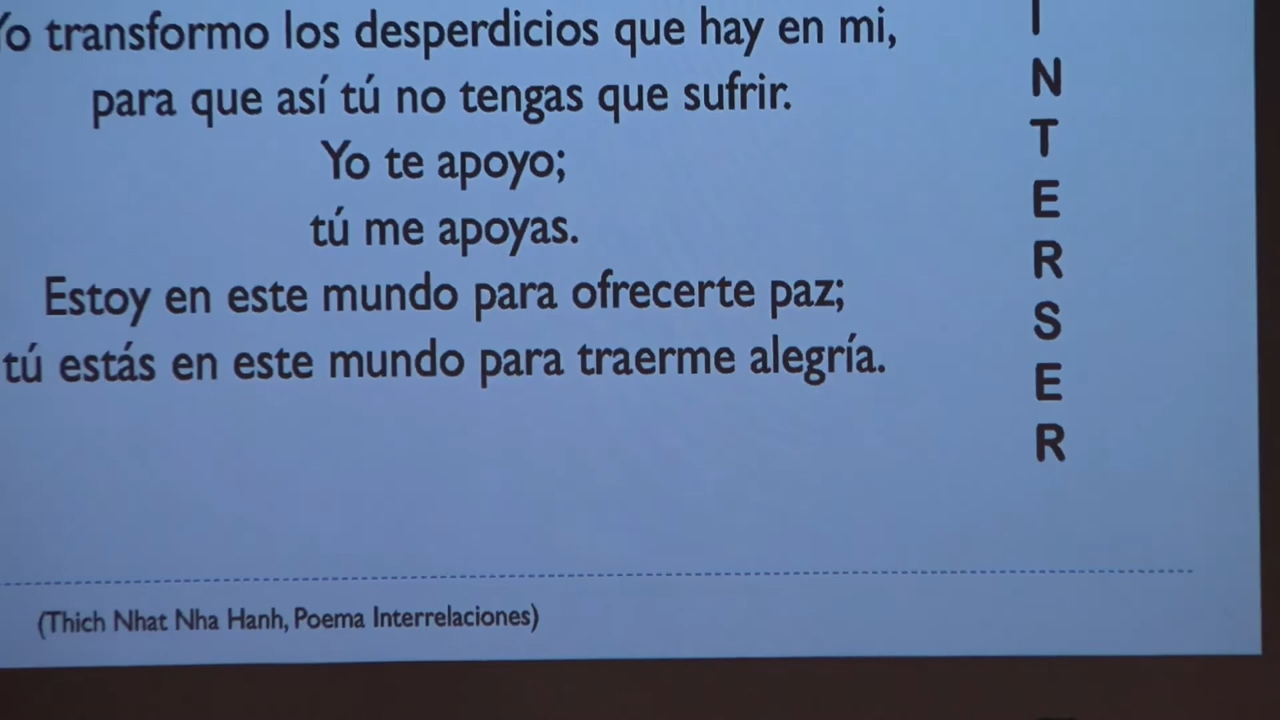 Yo transformo los desperdicios que hay en mi,
para que así tú no tengas que sufrir.
Yo te apoyo;
tú me apoyas.
Estoy en este mundo para ofrecerte paz;
tú estás en este mundo para traerme alegría.
I
N
T
E
R
S
E
R
(Thich Nhat Nha Hanh, Poema Interrelaciones)